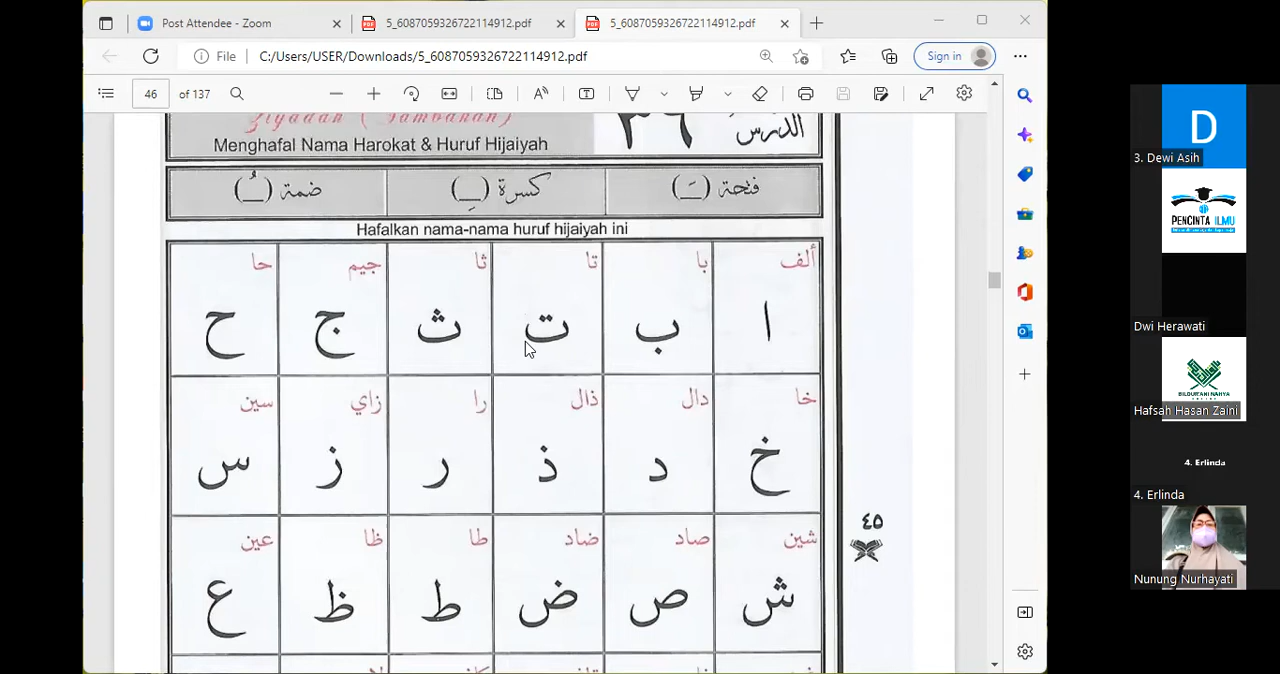 Post Attendee - Zoom
5_6087059326722114912.pdf
5_6087059326722114912.pdf
File
C:/Users/USER/Downloads/5_6087059326722114912.pdf
Sign in
46 of 137
Ziyadah ( Tambahan)
Menghafal Nama Harokat & Huruf Hijaiyah
الدرس ٣٦
فتحة (ـَ) كسرة (ـِ) ضمة (ـُ)
Hafalkan nama-nama huruf hijaiyah ini
ألف با تا ثا جيم حا
ا ب ت ث ج ح
خا دال ذال را زاي سين
خ د ذ ر ز س
شين صاد ضاد طا ظا عين
ش ص ض ط ظ ع
٤٥
D
3. Dewi Asih
PENCINTA ILMU
Dwi Herawati
Hafsah Hasan Zaini
4. Erlinda
4. Erlinda
Nunung Nurhayati